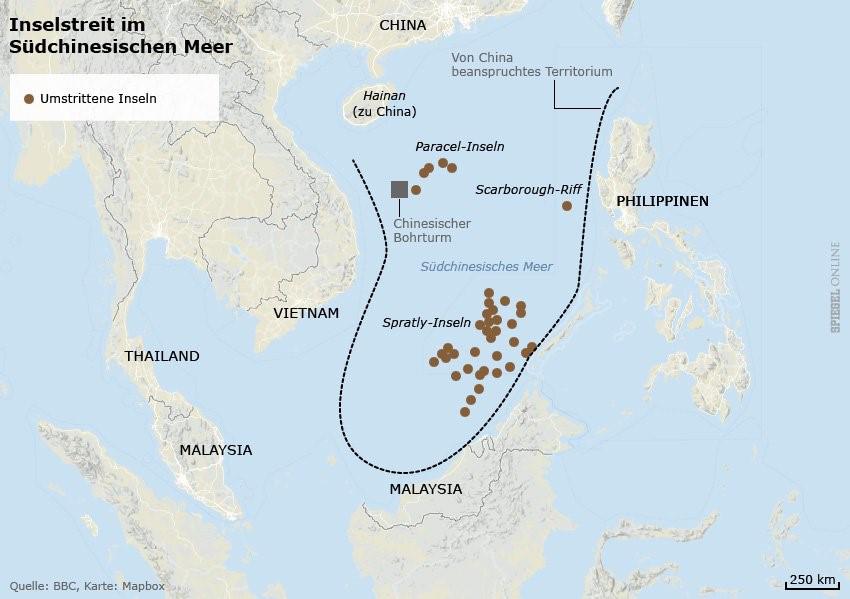 Inselstreit im
Südchinesischen Meer
Umstrittene Inseln
CHINA
Von China
beanspruchtes Territorium
Hainan
(zu China)
Paracel-Inseln
Scarborough-Riff
PHILIPPINEN
Chinesischer
Bohrturm
Südchinesisches Meer
SPIEGEL ONLINE
VIETNAM
Spratly-Inseln
THAILAND
MALAYSIA
MALAYSIA
Quelle: BBC, Karte: Mapbox
250 km